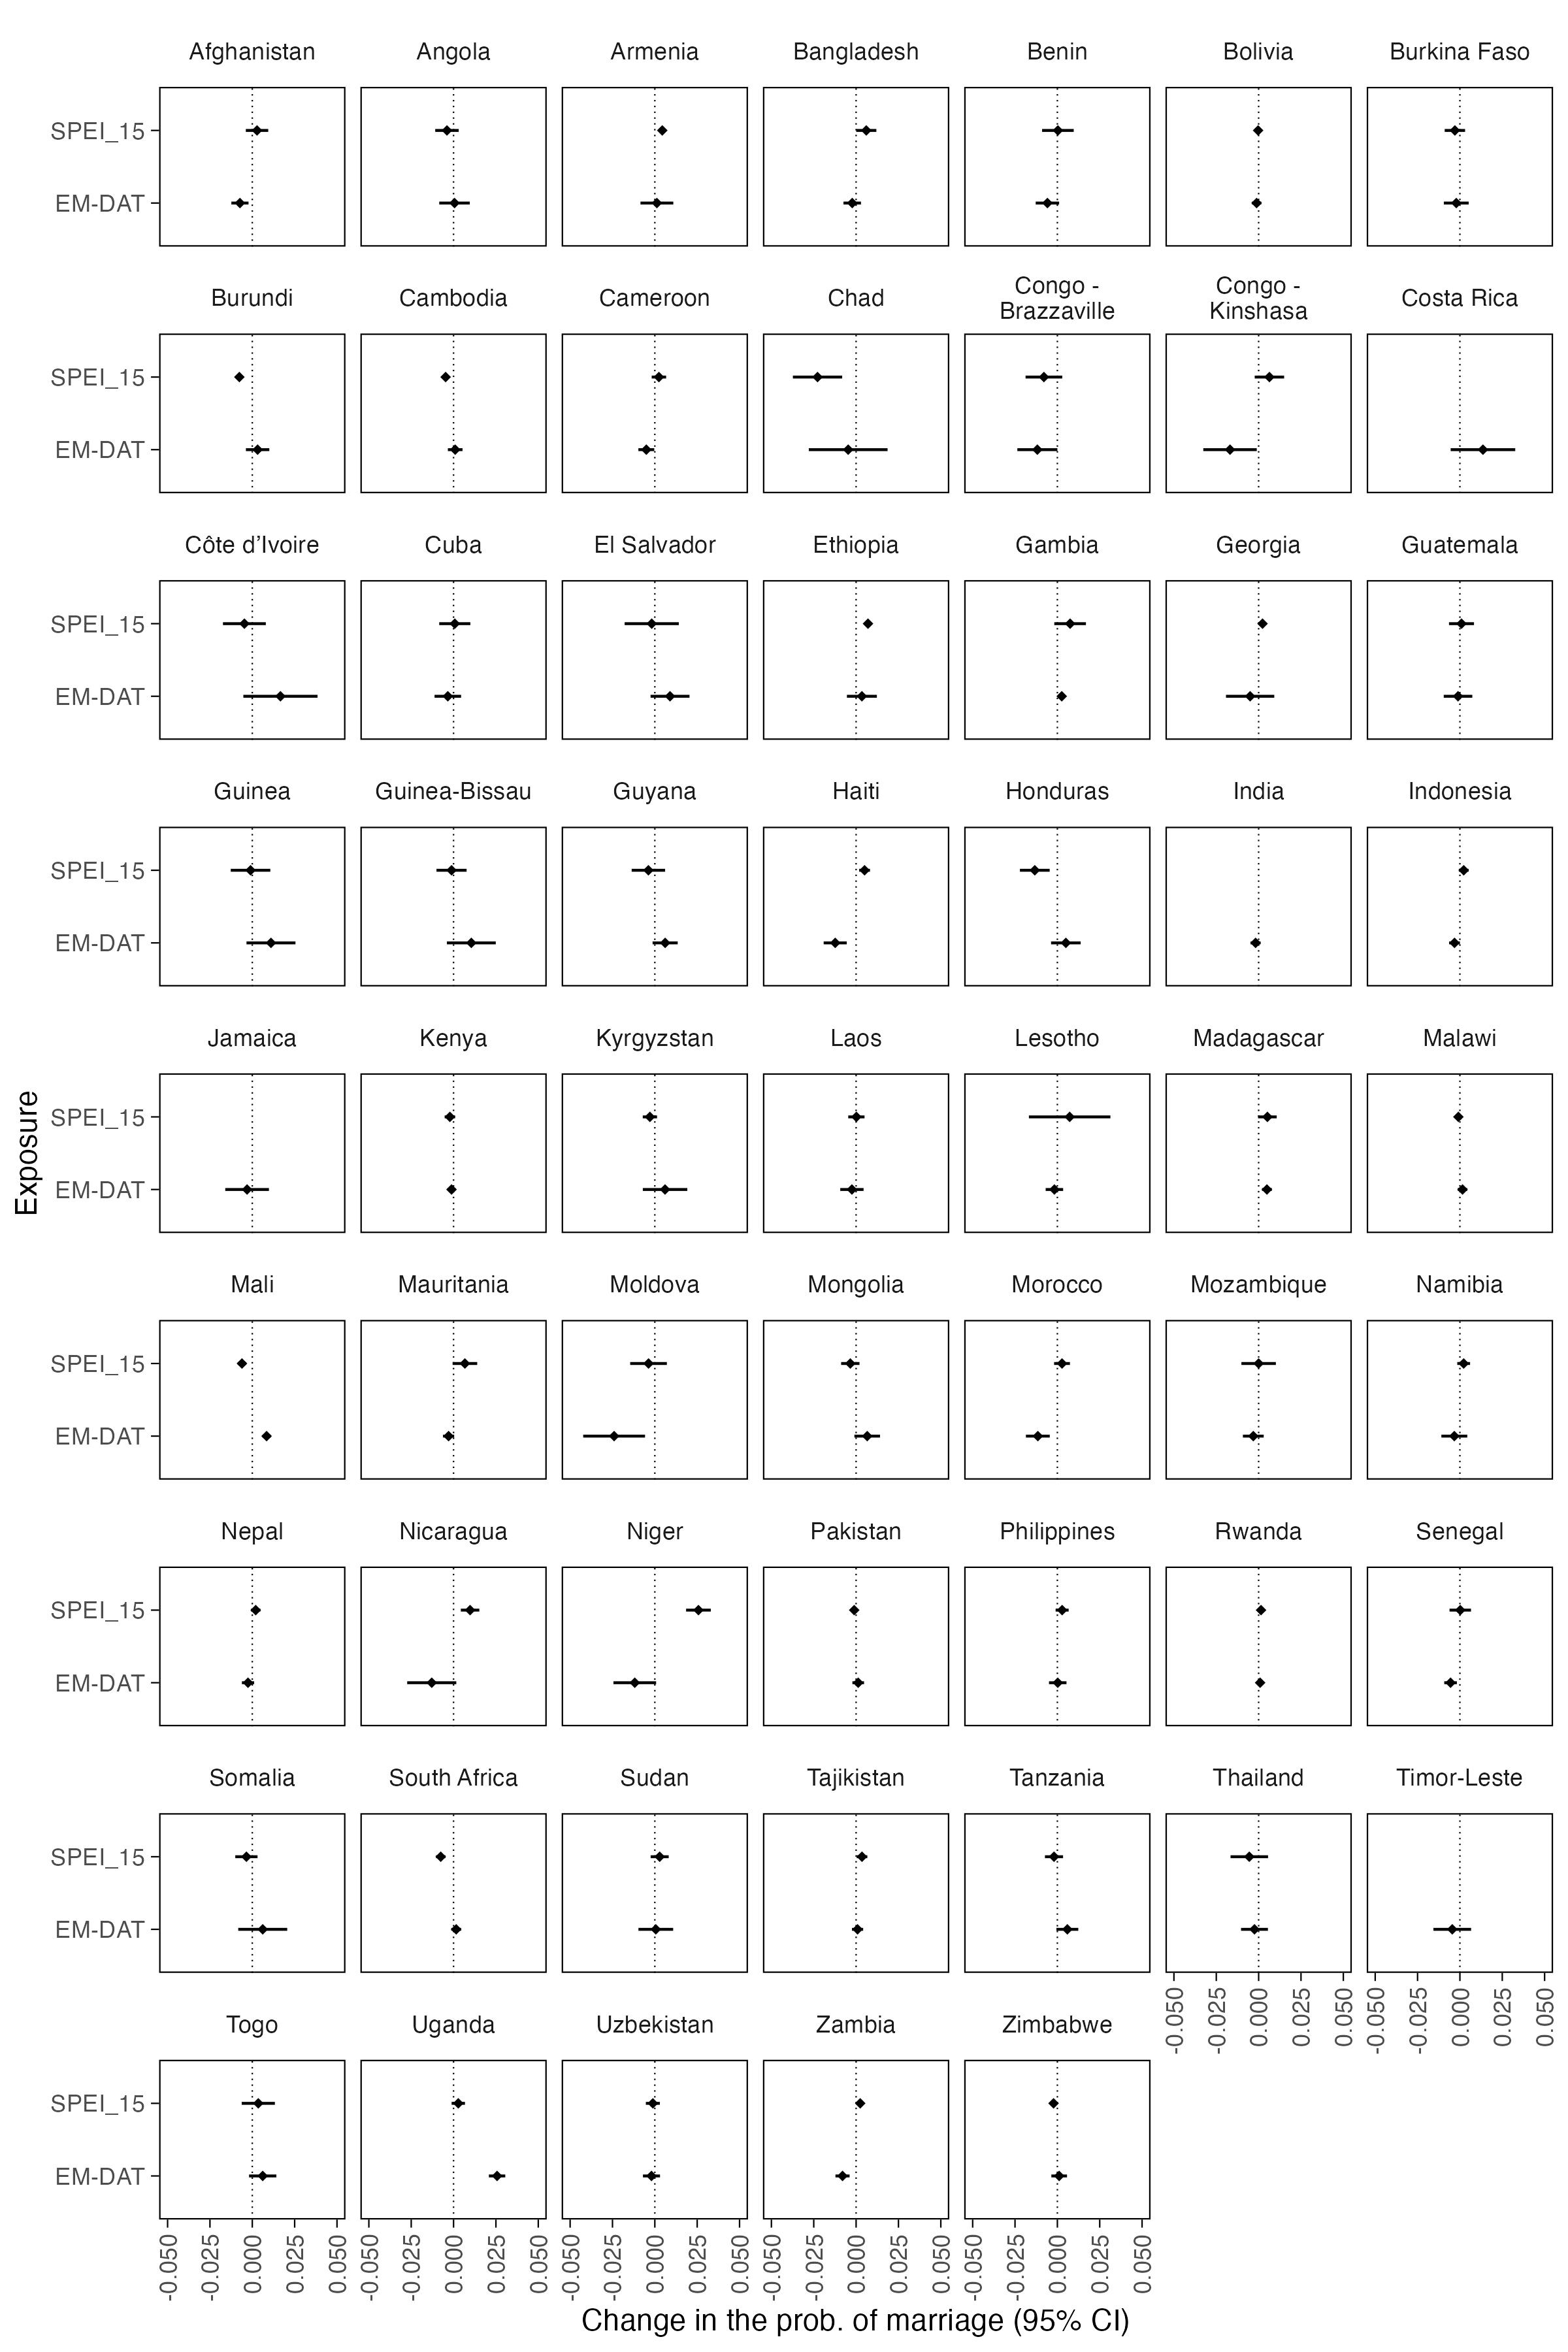 Afghanistan Angola Armenia Bangladesh Benin Bolivia Burkina Faso
SPEI_15
EM-DAT
Burundi Cambodia Cameroon Chad Congo - Brazzaville Congo - Kinshasa Costa Rica
SPEI_15
EM-DAT
Côte d’Ivoire Cuba El Salvador Ethiopia Gambia Georgia Guatemala
SPEI_15
EM-DAT
Guinea Guinea-Bissau Guyana Haiti Honduras India Indonesia
SPEI_15
EM-DAT
Jamaica Kenya Kyrgyzstan Laos Lesotho Madagascar Malawi
Exposure
SPEI_15
EM-DAT
Mali Mauritania Moldova Mongolia Morocco Mozambique Namibia
SPEI_15
EM-DAT
Nepal Nicaragua Niger Pakistan Philippines Rwanda Senegal
SPEI_15
EM-DAT
Somalia South Africa Sudan Tajikistan Tanzania Thailand Timor-Leste
SPEI_15
EM-DAT
-0.050 -0.025 0.000 0.025 0.050 -0.050 -0.025 0.000 0.025 0.050
Togo Uganda Uzbekistan Zambia Zimbabwe
SPEI_15
EM-DAT
-0.050 -0.025 0.000 0.025 0.050 -0.050 -0.025 0.000 0.025 0.050 -0.050 -0.025 0.000 0.025 0.050 -0.050 -0.025 0.000 0.025 0.050 -0.050 -0.025 0.000 0.025 0.050
Change in the prob. of marriage (95% CI)